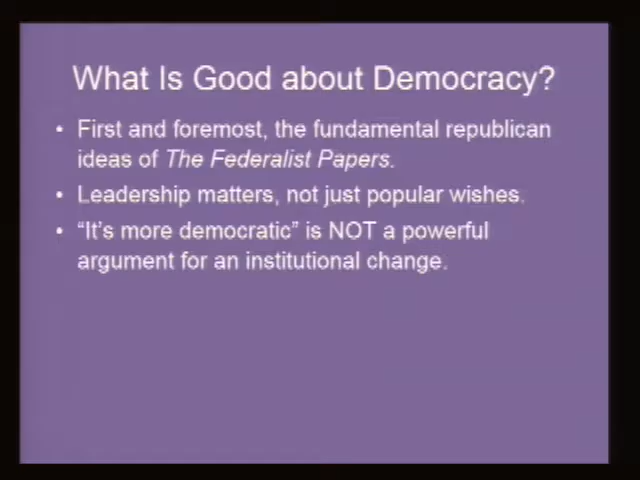 What Is Good about Democracy?
• First and foremost, the fundamental republican
ideas of The Federalist Papers.
• Leadership matters, not just popular wishes.
• “It’s more democratic” is NOT a powerful
argument for an institutional change.